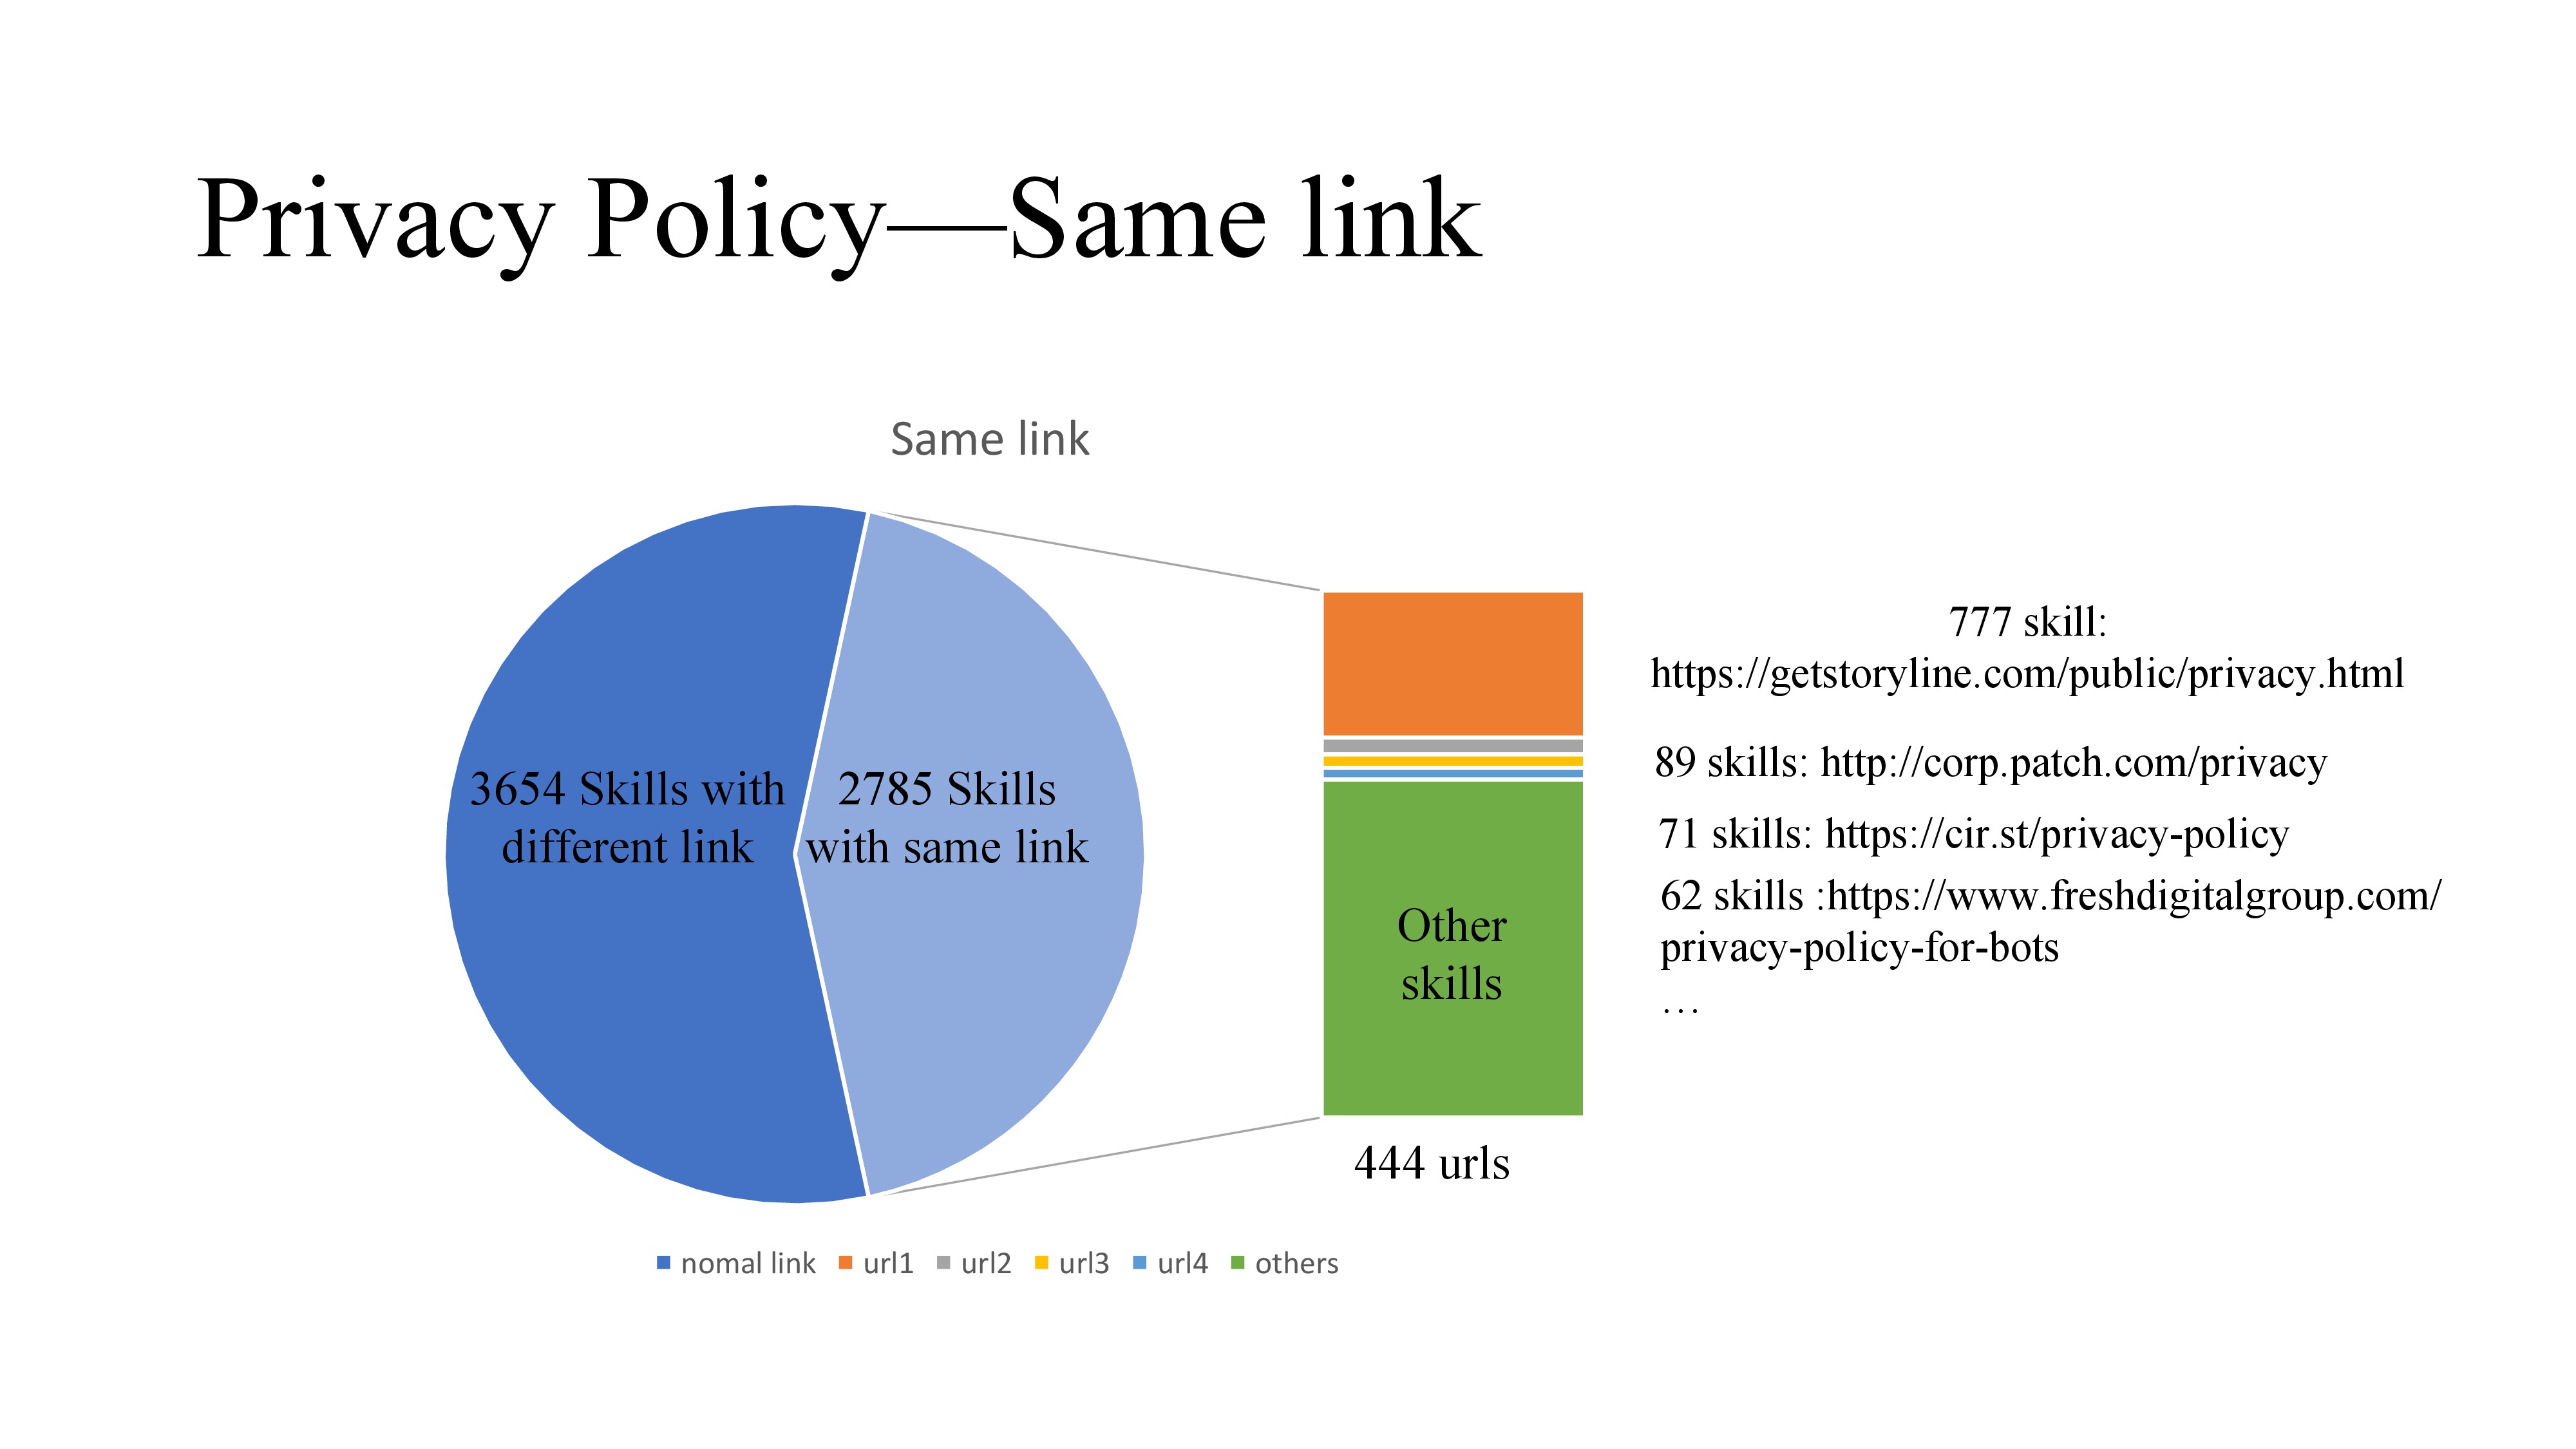 Privacy Policy—Same link
Same link
3654 Skills with
different link
2785 Skills
with same link
Other
skills
444 urls
777 skill:
https://getstoryline.com/public/privacy.html
89 skills: http://corp.patch.com/privacy
71 skills: https://cir.st/privacy-policy
62 skills :https://www.freshdigitalgroup.com/
privacy-policy-for-bots
…
nomal link url1 url2 url3 url4 others